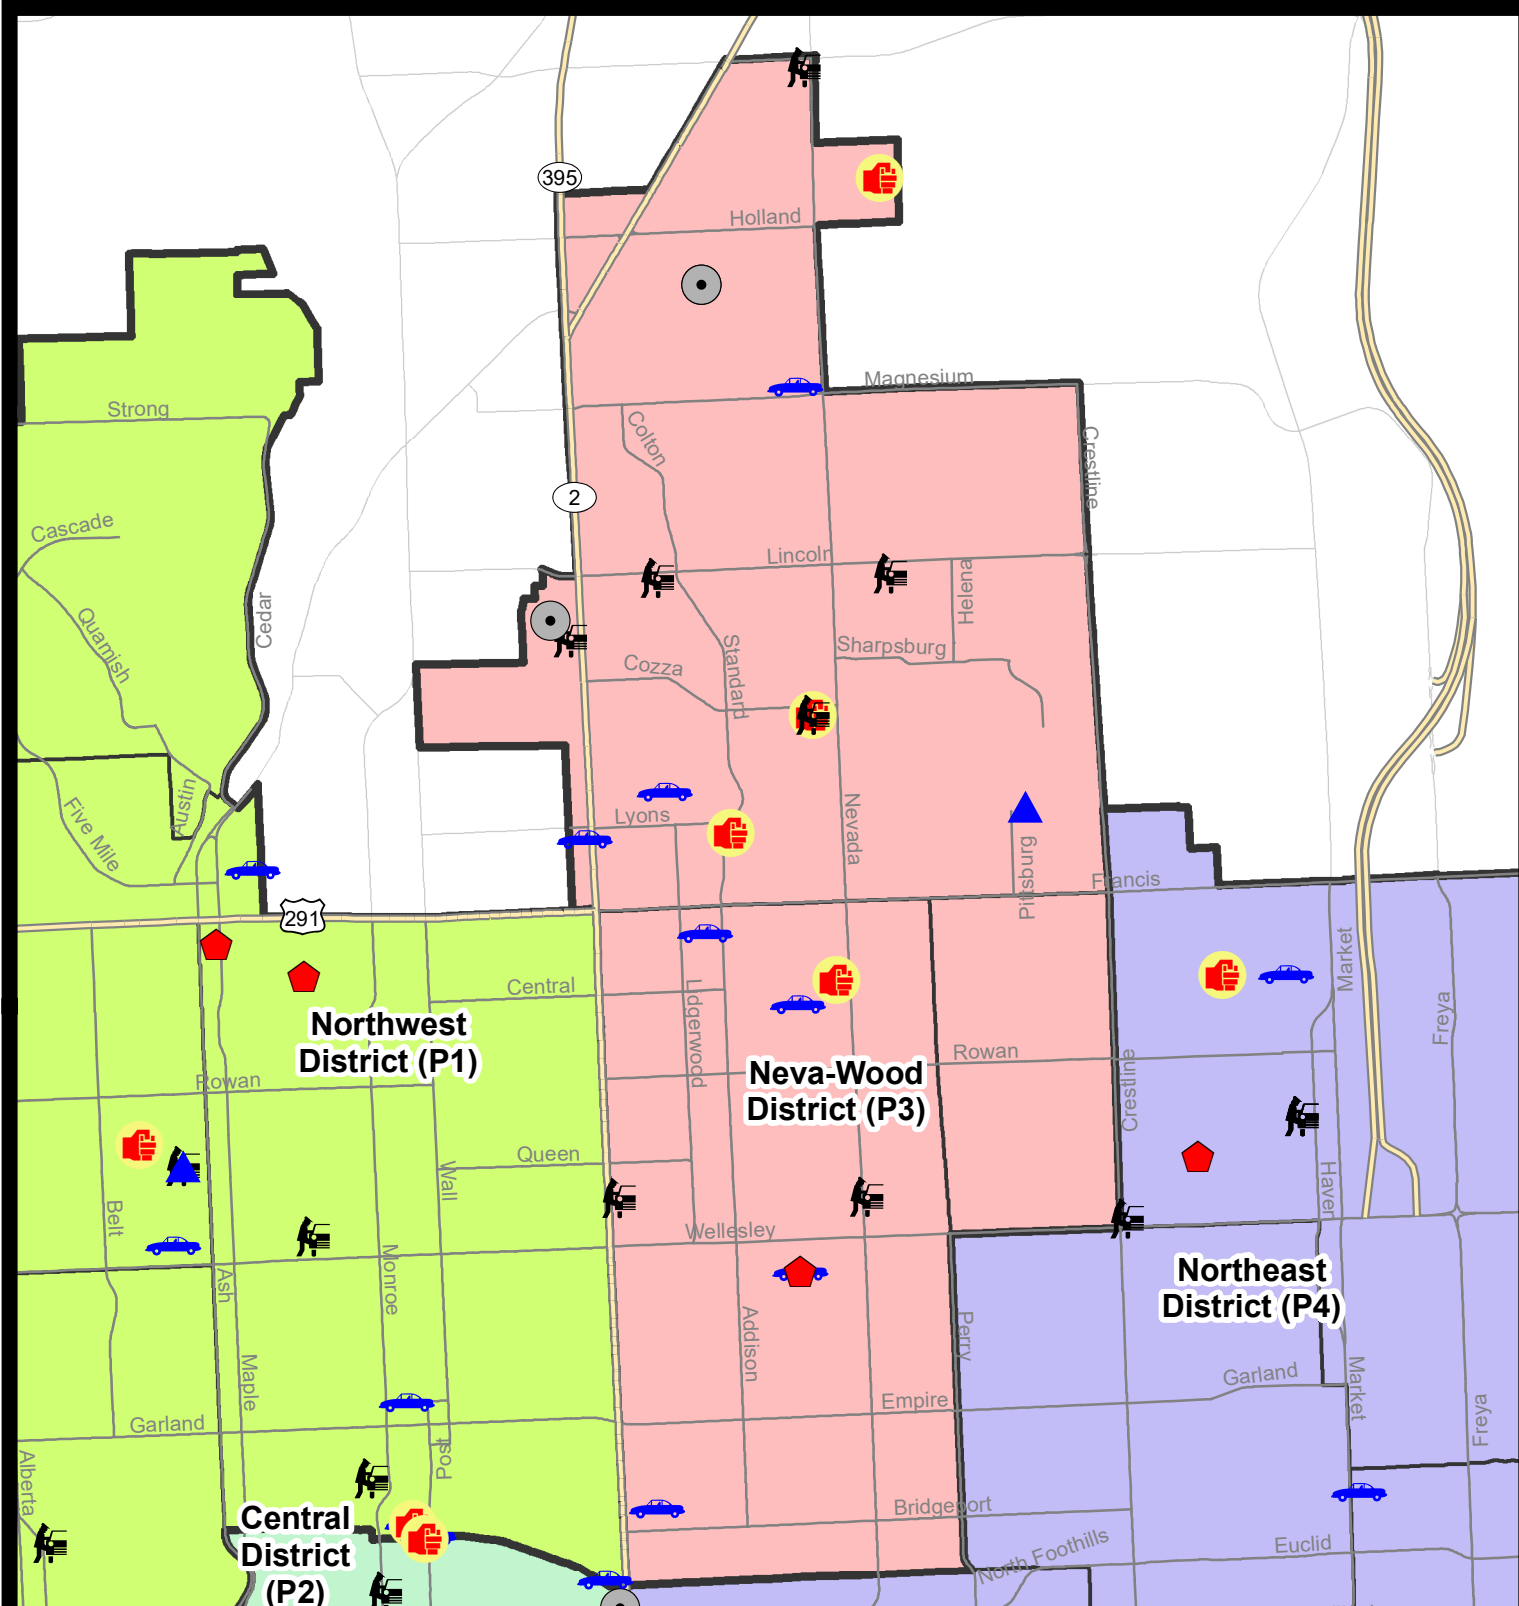 395
Holland
Magnesium
Strong
Colton
Crestline
2
Cascade
Lincoln
Helena
Cedar
Quamish
Standard
Sharpsburg
Cozza
Austin
Five Mile
Lyons
Nevada
Pittsburg
Francis
291
Market
Central
Lidgerwood
Freya
Northwest
District (P1)
Rowan
Neva-Wood
District (P3)
Rowan
Crestline
Queen
Wall
Belt
Haven
Wellesley
Monroe
Ash
Northeast
District (P4)
Addison
Perry
Maple
Garland
Market
Empire
Freya
Garland
Post
Alberta
Bridgeport
Central
District
(P2)
North Foothills
Euclid